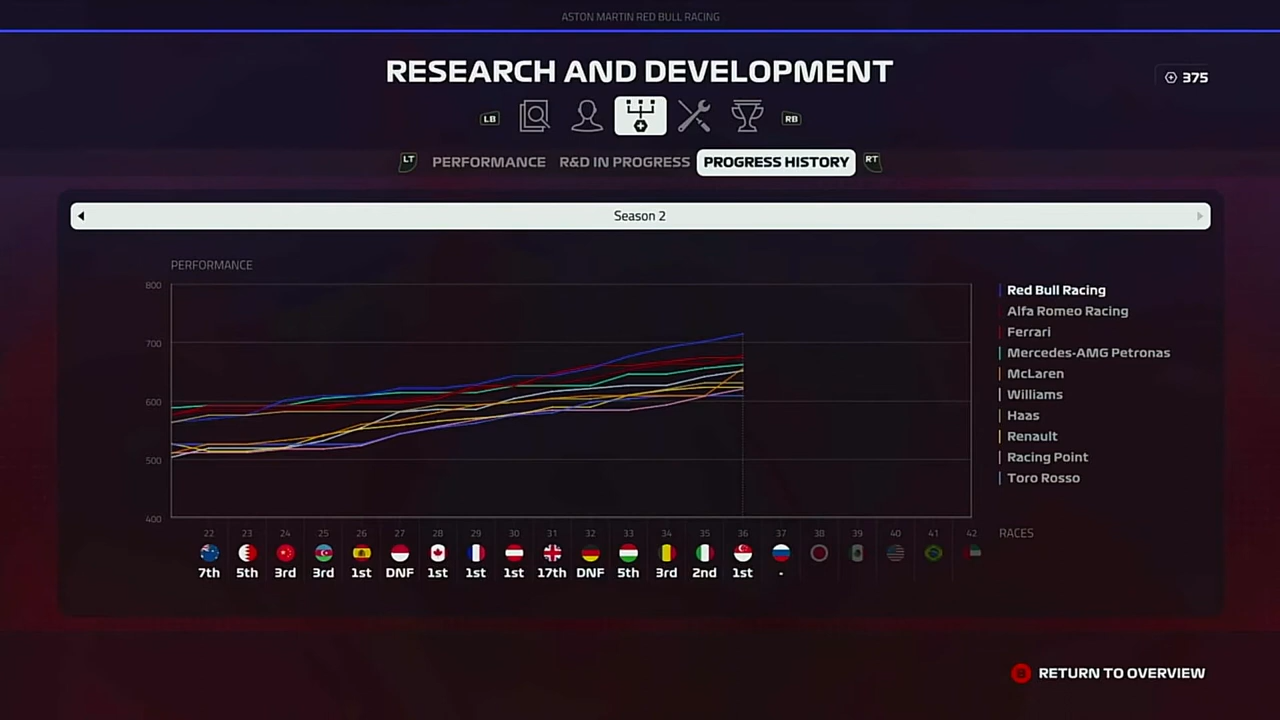 ASTON MARTIN RED BULL RACING
RESEARCH AND DEVELOPMENT
375
LB
RB
LT PERFORMANCE R&D IN PROGRESS PROGRESS HISTORY RT
Season 2
PERFORMANCE
800
700
600
500
400
Red Bull Racing
Alfa Romeo Racing
Ferrari
Mercedes-AMG Petronas
McLaren
Williams
Haas
Renault
Racing Point
Toro Rosso
22 23 24 25 26 27 28 29 30 31 32 33 34 35 36 37 38 39 40 41 42 RACES
7th 5th 3rd 3rd 1st DNF 1st 1st 1st 17th DNF 5th 3rd 2nd 1st -
RETURN TO OVERVIEW